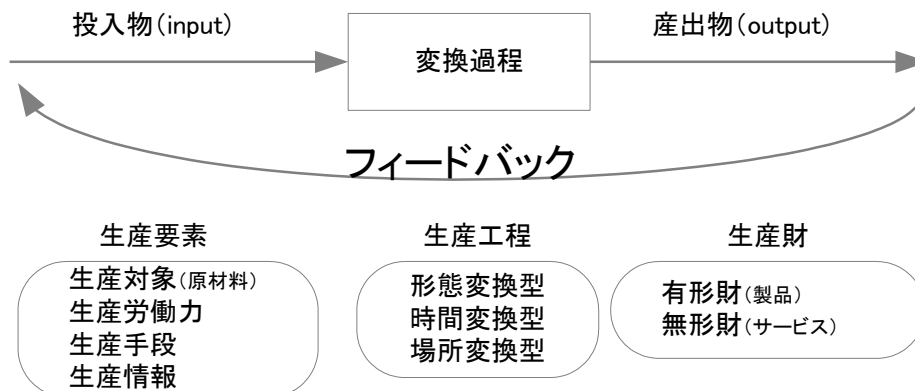 投入物(input)
変換過程
産出物(output)
フィードバック
生産要素
生産対象(原材料)
生産労働力
生産手段
生産情報
生産工程
形態変換型
時間変換型
場所変換型
生産財
有形財(製品)
無形財(サービス)